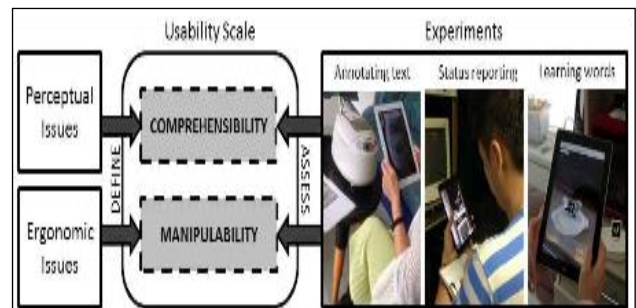 Usability Scale
Experiments
Perceptual
Issues
COMPREHENSIBILITY
DEFINE
ASSESS
Ergonomic
Issues
MANIPULABILITY
Annotating text
Status reporting
Learning words